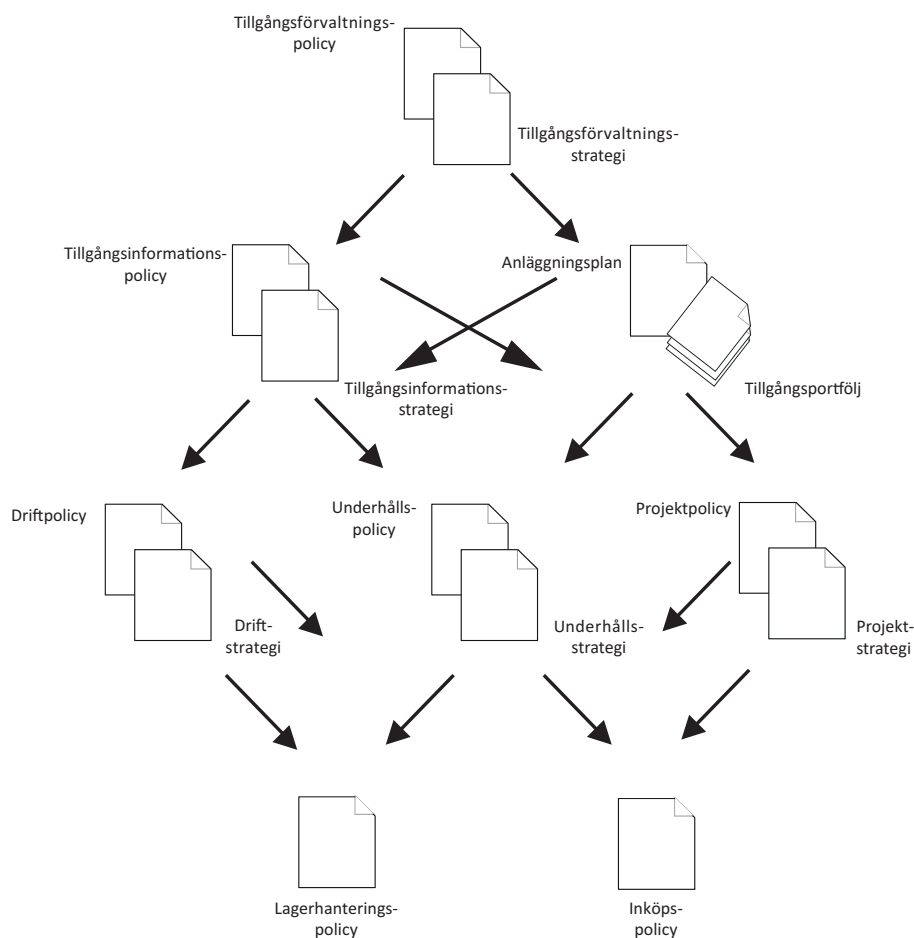 Tillgångsförvaltnings-
policy
Tillgångsförvaltnings-
strategi
Tillgångsinformations-
policy
Anläggningsplan
Tillgångsinformations-
strategi
Tillgångsportfölj
Driftpolicy
Underhålls-
policy
Projektpolicy
Drift-
strategi
Underhålls-
strategi
Projekt-
strategi
Lagerhanterings-
policy
Inköps-
policy